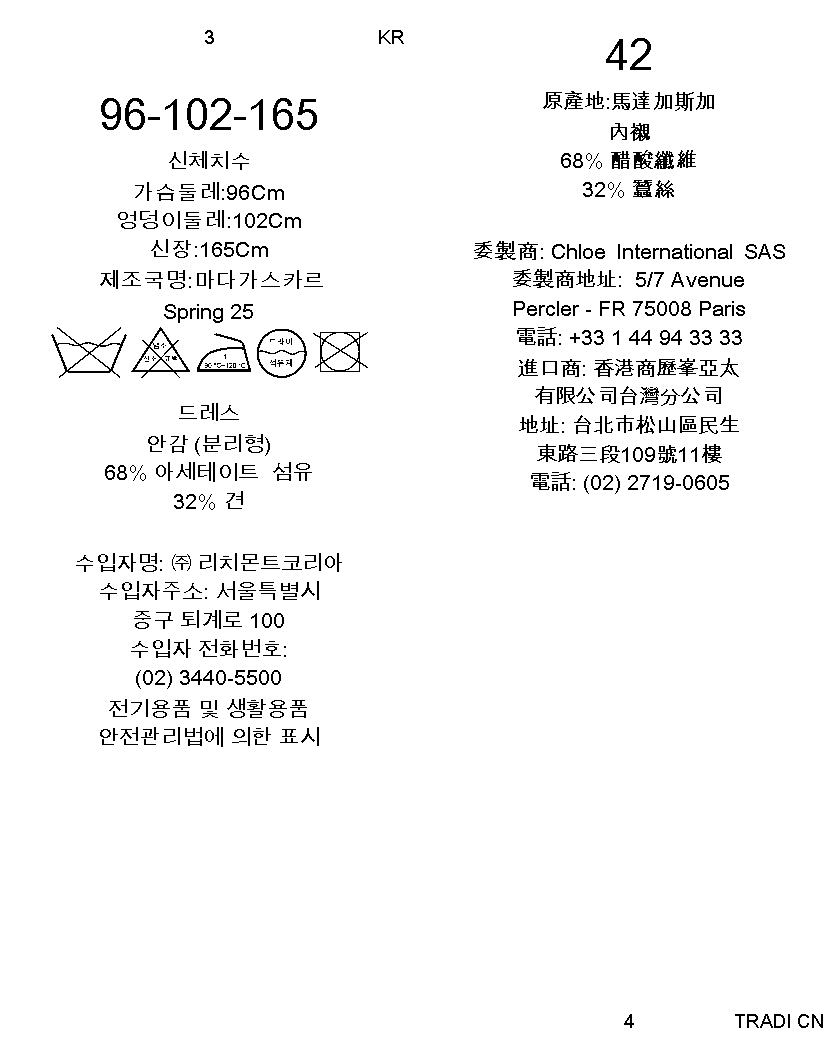 3
KR
96-102-165
신체치수
가슴둘레:96Cm
엉덩이둘레:102Cm
신장:165Cm
제조국명:마다가스카르
Spring 25
염소
산소 표백
1
90 °C~120 °C
드라이
석유계
드레스
안감 (분리형)
68% 아세테이트 섬유
32% 견
수입자명: ㈜ 리치몬트코리아
수입자주소: 서울특별시
중구 퇴계로 100
수입자 전화번호:
(02) 3440-5500
전기용품 및 생활용품
안전관리법에 의한 표시
42
原產地:馬達加斯加
內襯
68% 醋酸纖維
32% 蠶絲
委製商: Chloe International SAS
委製商地址: 5/7 Avenue
Percier - FR 75008 Paris
電話: +33 1 44 94 33 33
進口商: 香港商歷峯亞太
有限公司台灣分公司
地址: 台北市松山區民生
東路三段109號11樓
電話: (02) 2719-0605
4
TRADI CN